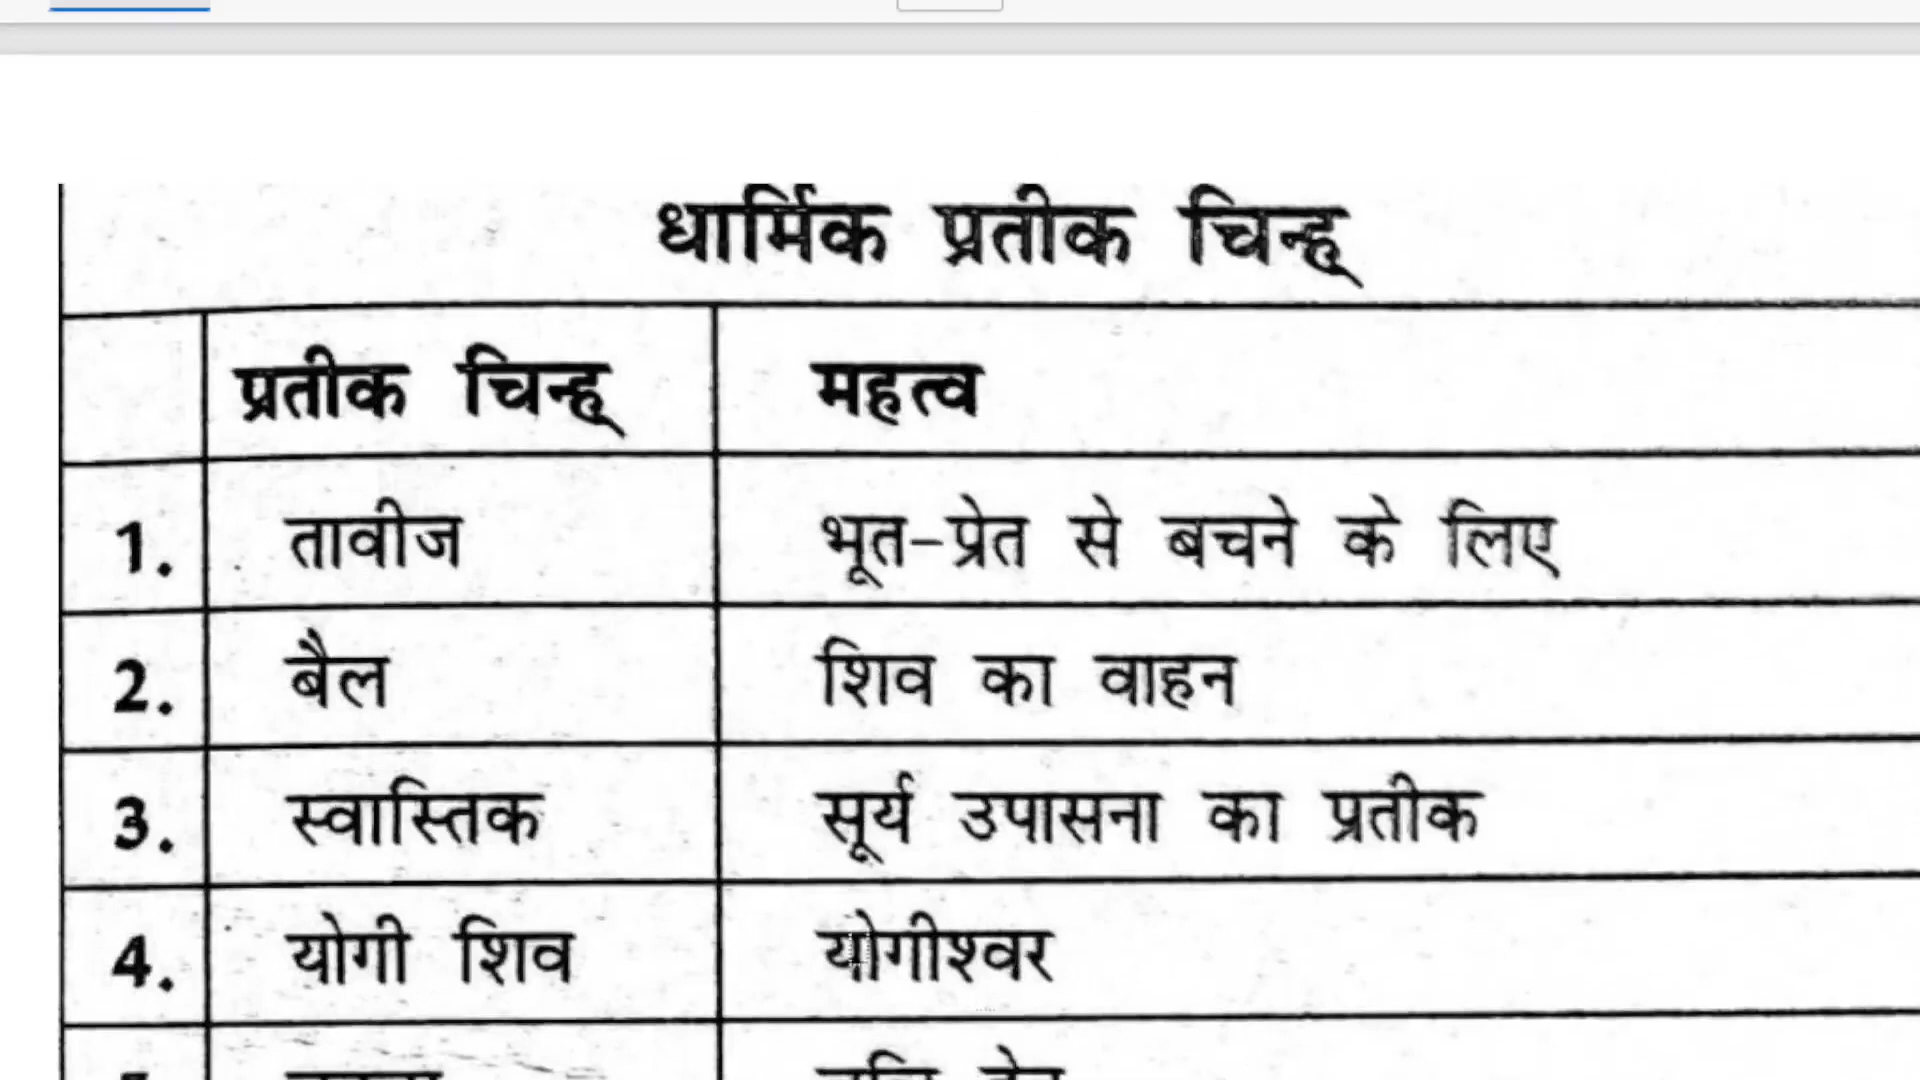 धार्मिक प्रतीक चिन्ह्
प्रतीक चिन्ह् महत्व
1. तावीज भूत-प्रेत से बचने के लिए
2. बैल शिव का वाहन
3. स्वास्तिक सूर्य उपासना का प्रतीक
4. योगी शिव योगीश्वर